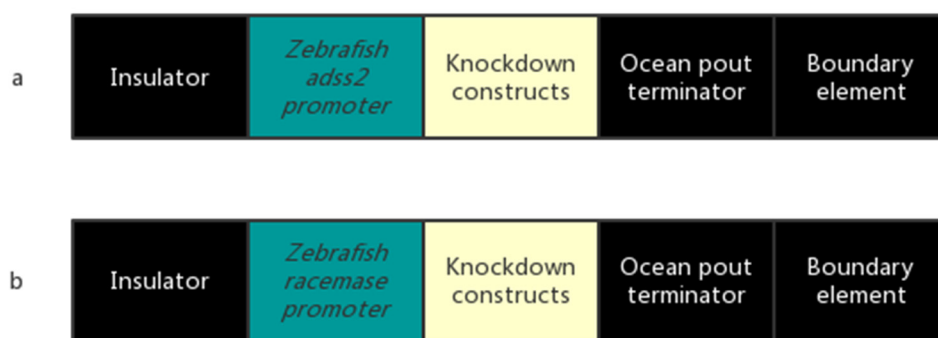 a
Insulator
Zebrafish
adss2
promoter
Knockdown
constructs
Ocean pout
terminator
Boundary
element
b
Insulator
Zebrafish
racemase
promoter
Knockdown
constructs
Ocean pout
terminator
Boundary
element